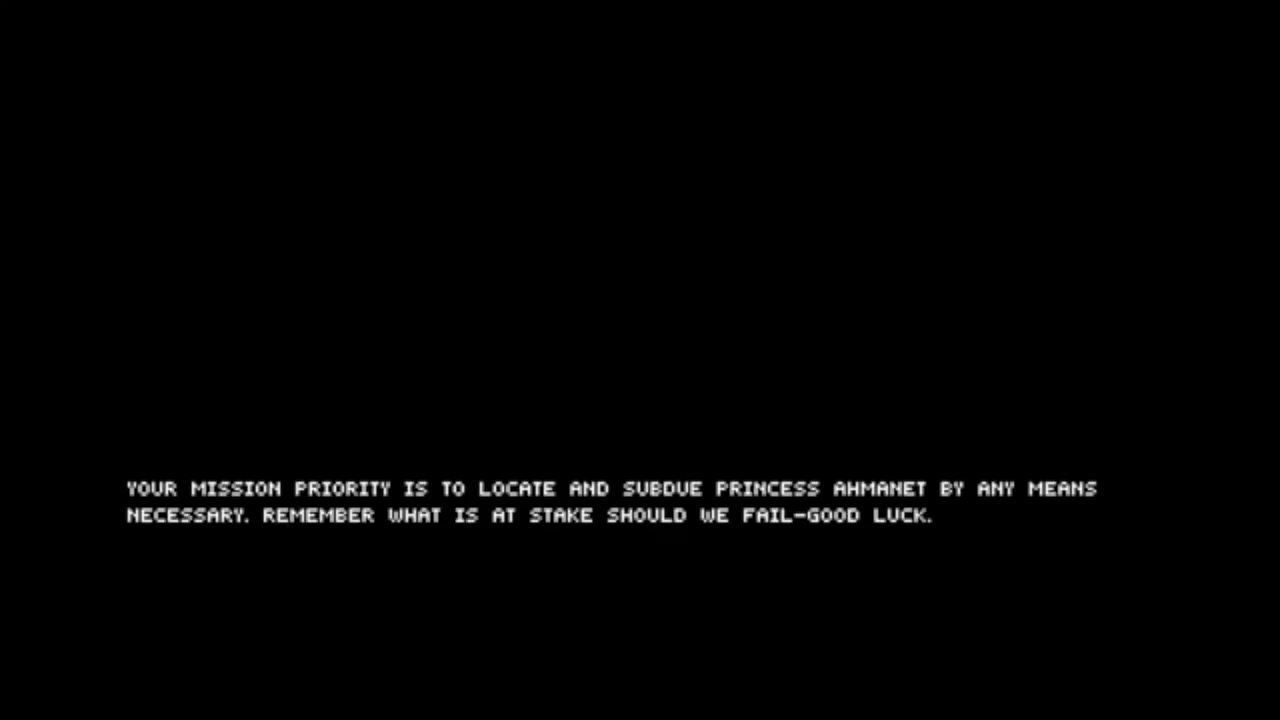 YOUR MISSION PRIORITY IS TO LOCATE AND SUBDUE PRINCESS AHMANET BY ANY MEANS
NECESSARY. REMEMBER WHAT IS AT STAKE SHOULD WE FAIL-GOOD LUCK.